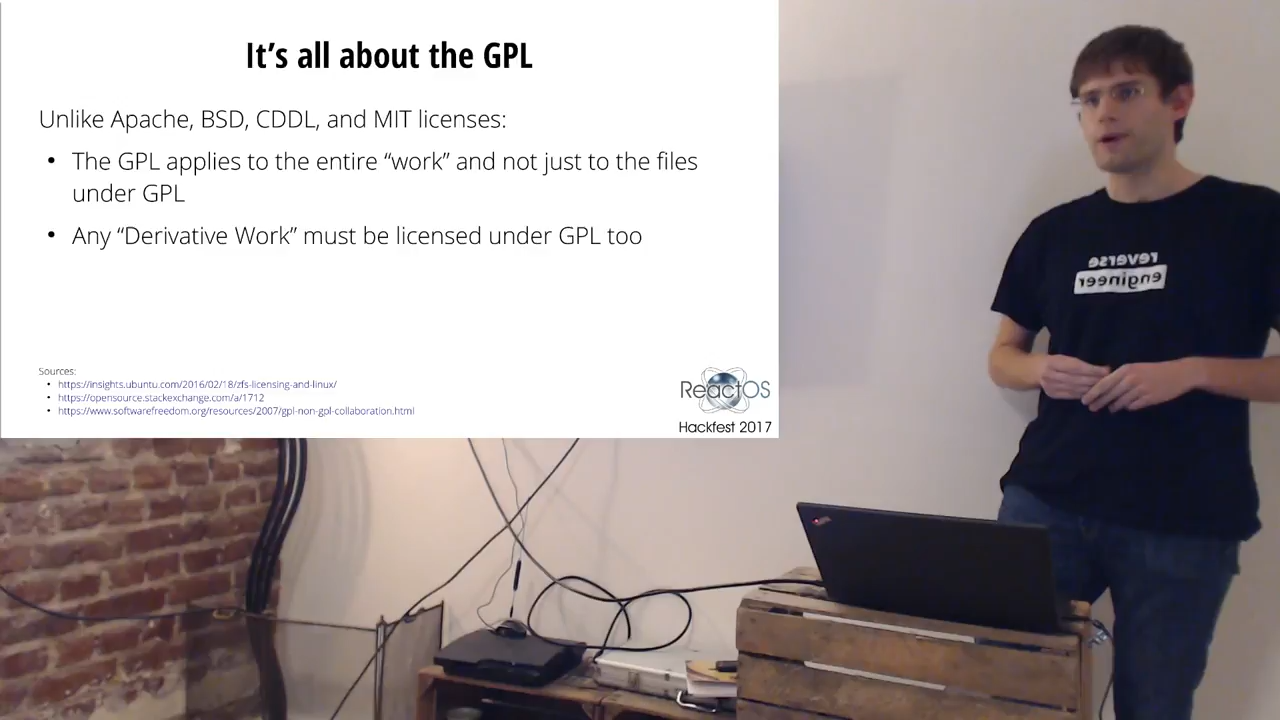 It's all about the GPL
Unlike Apache, BSD, CDDL, and MIT licenses:
• The GPL applies to the entire “work” and not just to the files
under GPL
• Any “Derivative Work” must be licensed under GPL too
Sources:
• https://insights.ubuntu.com/2016/02/18/zfs-licensing-and-linux/
• https://opensource.stackexchange.com/a/1712
• https://www.softwarefreedom.org/resources/2007/gpl-non-gpl-collaboration.html
ReactOS
Hackfest 2017
reverse
engineer